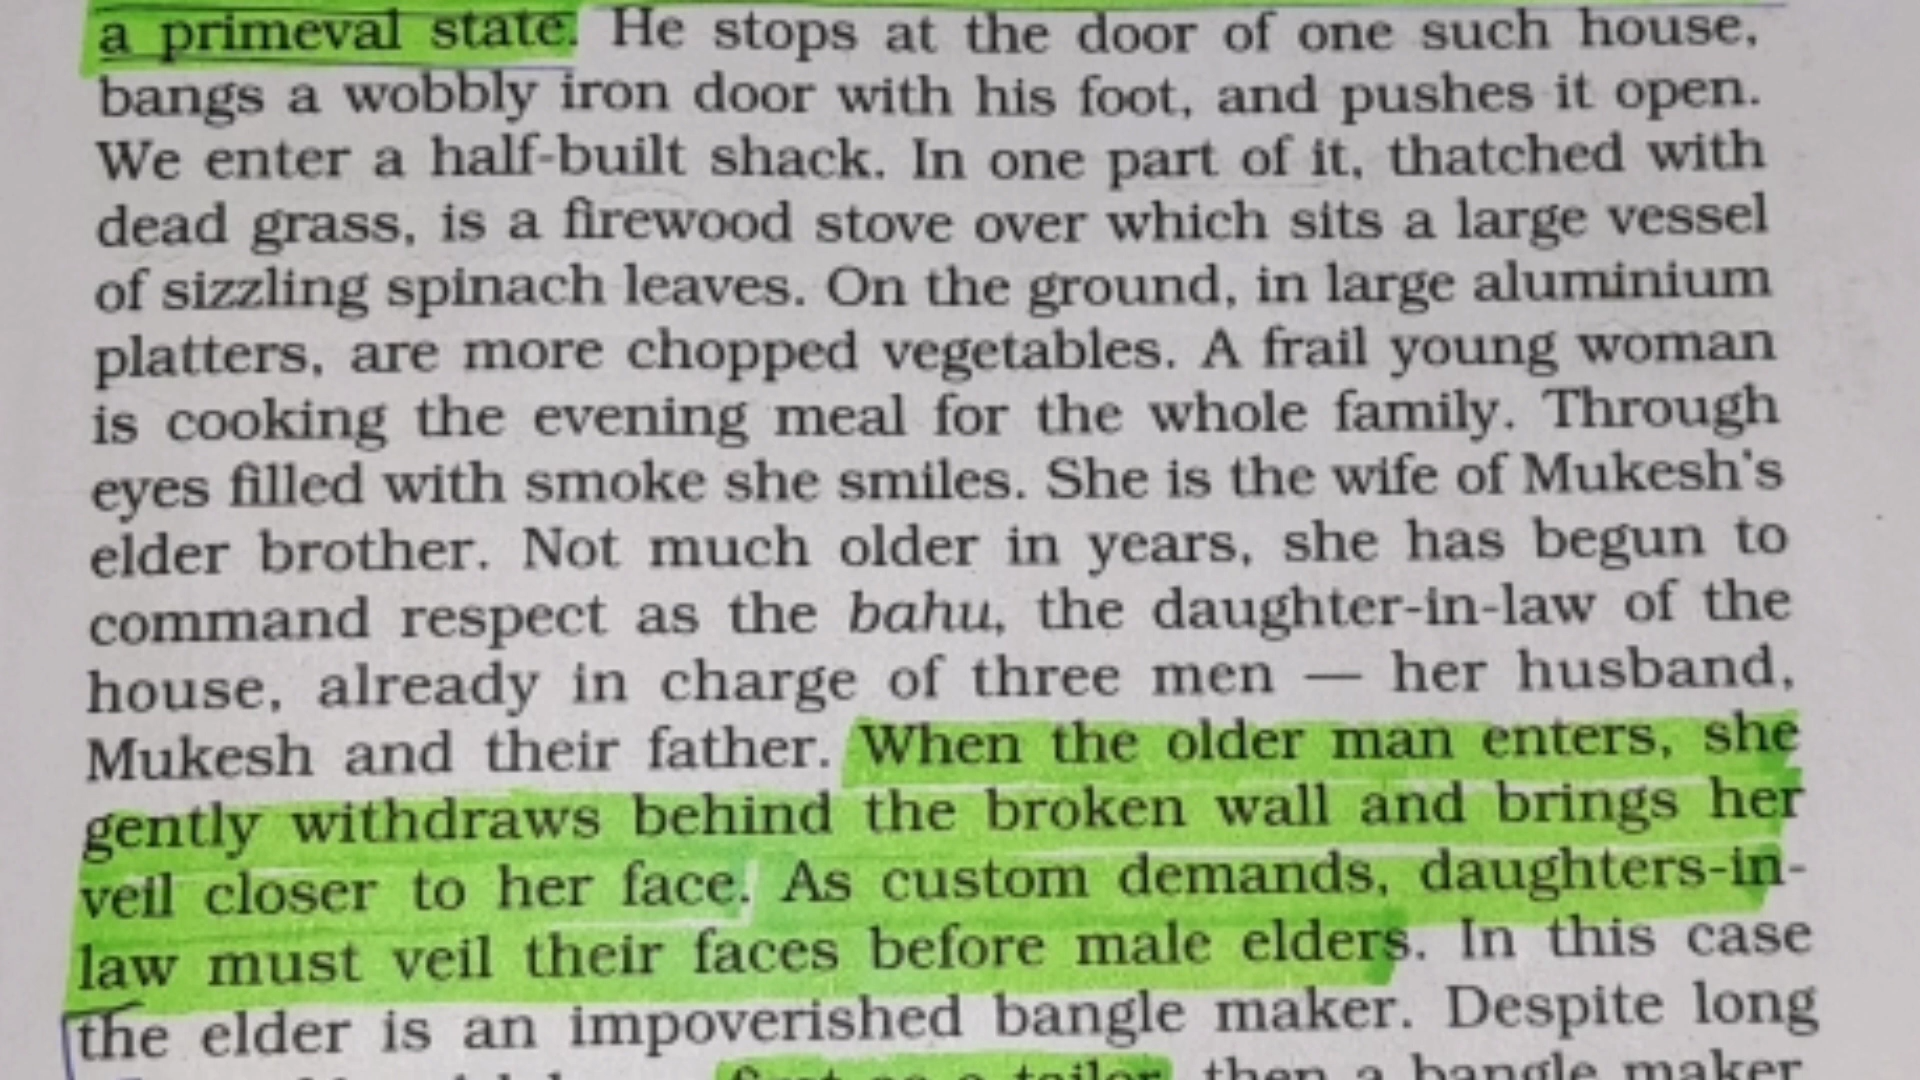 a primeval state. He stops at the door of one such house,
bangs a wobbly iron door with his foot, and pushes it open.
We enter a half-built shack. In one part of it, thatched with
dead grass, is a firewood stove over which sits a large vessel
of sizzling spinach leaves. On the ground, in large aluminium
platters, are more chopped vegetables. A frail young woman
is cooking the evening meal for the whole family. Through
eyes filled with smoke she smiles. She is the wife of Mukesh's
elder brother. Not much older in years, she has begun to
command respect as the bahu, the daughter-in-law of the
house, already in charge of three men — her husband,
Mukesh and their father. When the older man enters, she
gently withdraws behind the broken wall and brings her
veil closer to her face. As custom demands, daughters-in-
law must veil their faces before male elders. In this case
the elder is an impoverished bangle maker. Despite long
first as a tailor, then a bangle maker